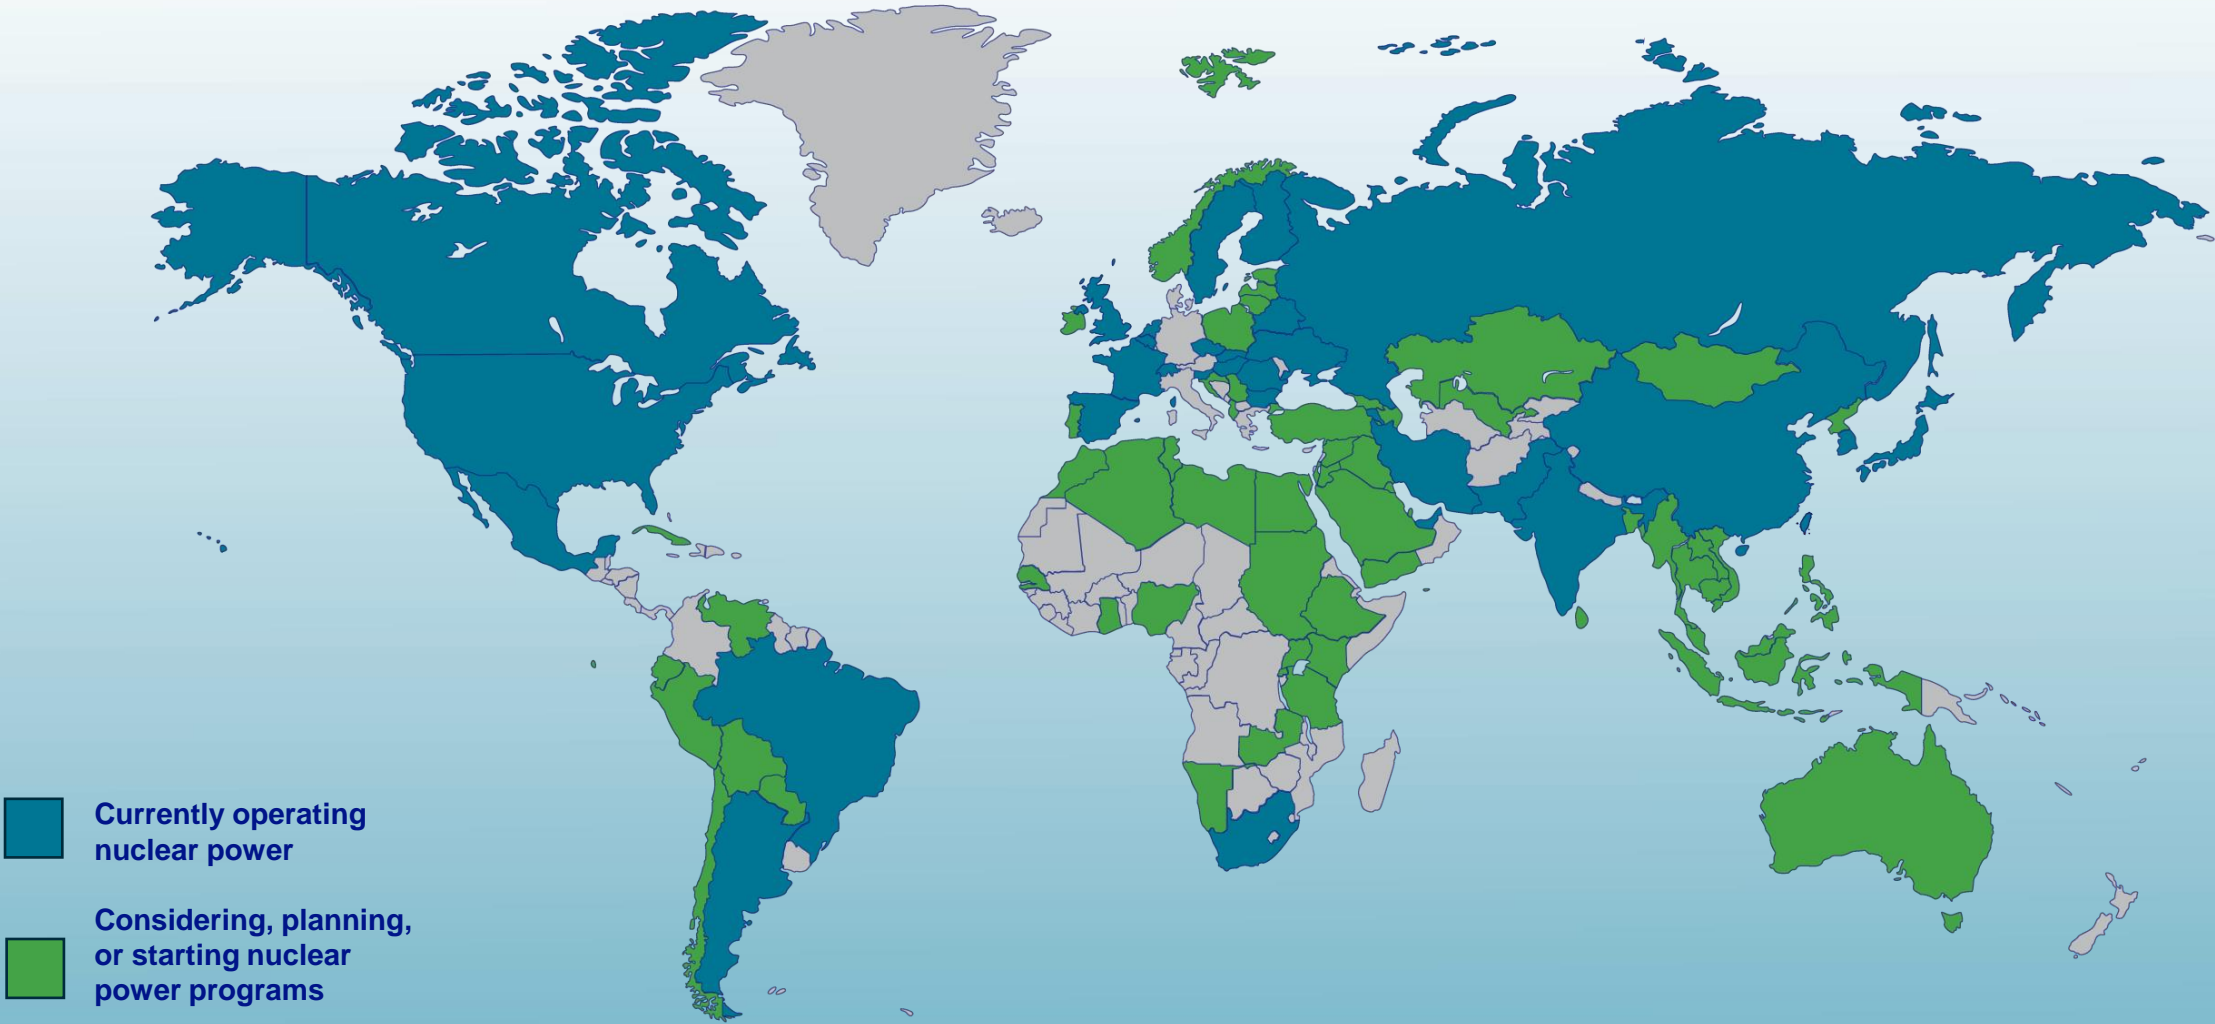 Currently operating
nuclear power
Considering, planning,
or starting nuclear
power programs